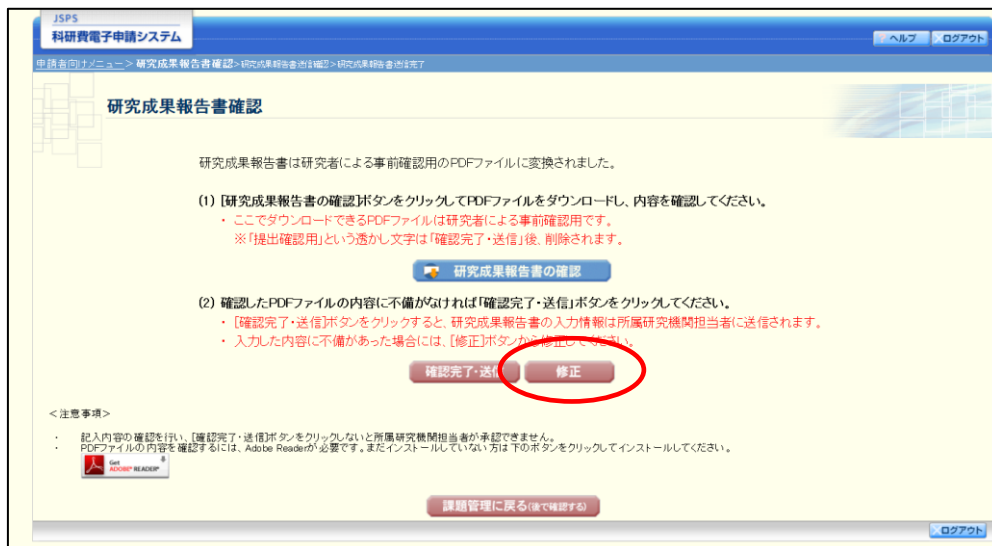 JSPS
科研費電子申請システム
ヘルプ ログアウト
申請者向けメニュー>研究成果報告書確認>研究成果報告書送信確認>研究成果報告書送信完了
研究成果報告書確認
研究成果報告書は研究者による事前確認用のPDFファイルに変換されました。
(1) [研究成果報告書の確認]ボタンをクリックしてPDFファイルをダウンロードし、内容を確認してください。
・ ここでダウンロードできるPDFファイルは研究者による事前確認用です。
※「提出確認用」という透かし文字は「確認完了・送信」後、削除されます。
研究成果報告書の確認
(2) 確認したPDFファイルの内容に不備がなければ「確認完了・送信」ボタンをクリックしてください。
・ [確認完了・送信]ボタンをクリックすると、研究成果報告書の入力情報は所属研究機関担当者に送信されます。
・ 入力した内容に不備があった場合には、[修正]ボタンから修正してください。
確認完了・送信 修正
<注意事項>
・ 記入内容の確認を行い、[確認完了・送信]ボタンをクリックしないと所属研究機関担当者が承認できません。
・ PDFファイルの内容を確認するには、Adobe Readerが必要です。まだインストールしていない方は下のボタンをクリックしてインストールしてください。
Get
ADOBE® READER®
課題管理に戻る(後で確認する)
ログアウト